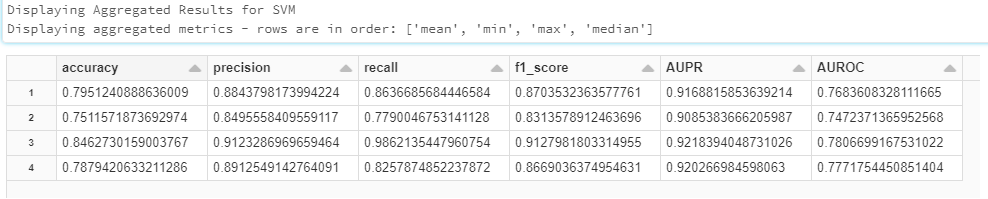 Displaying Aggregated Results for SVM
Displaying aggregated metrics - rows are in order: ['mean', 'min', 'max', 'median']
accuracy precision recall f1_score AUPR AUROC
1 0.7951240888636009 0.8843798173994224 0.8636685684446584 0.8703532363577761 0.9168815853639214 0.7683608328111665
2 0.7511571873692974 0.8495558409559117 0.7790046753141128 0.8313578912463696 0.9085383666205987 0.7472371365952568
3 0.8462730159003767 0.9123286969659464 0.9862135447960754 0.9127981803314955 0.9218394048731026 0.7806699167531022
4 0.7879420633211286 0.8912549142764091 0.8257874852237872 0.8669036374954631 0.920266984598063 0.7771754450851404